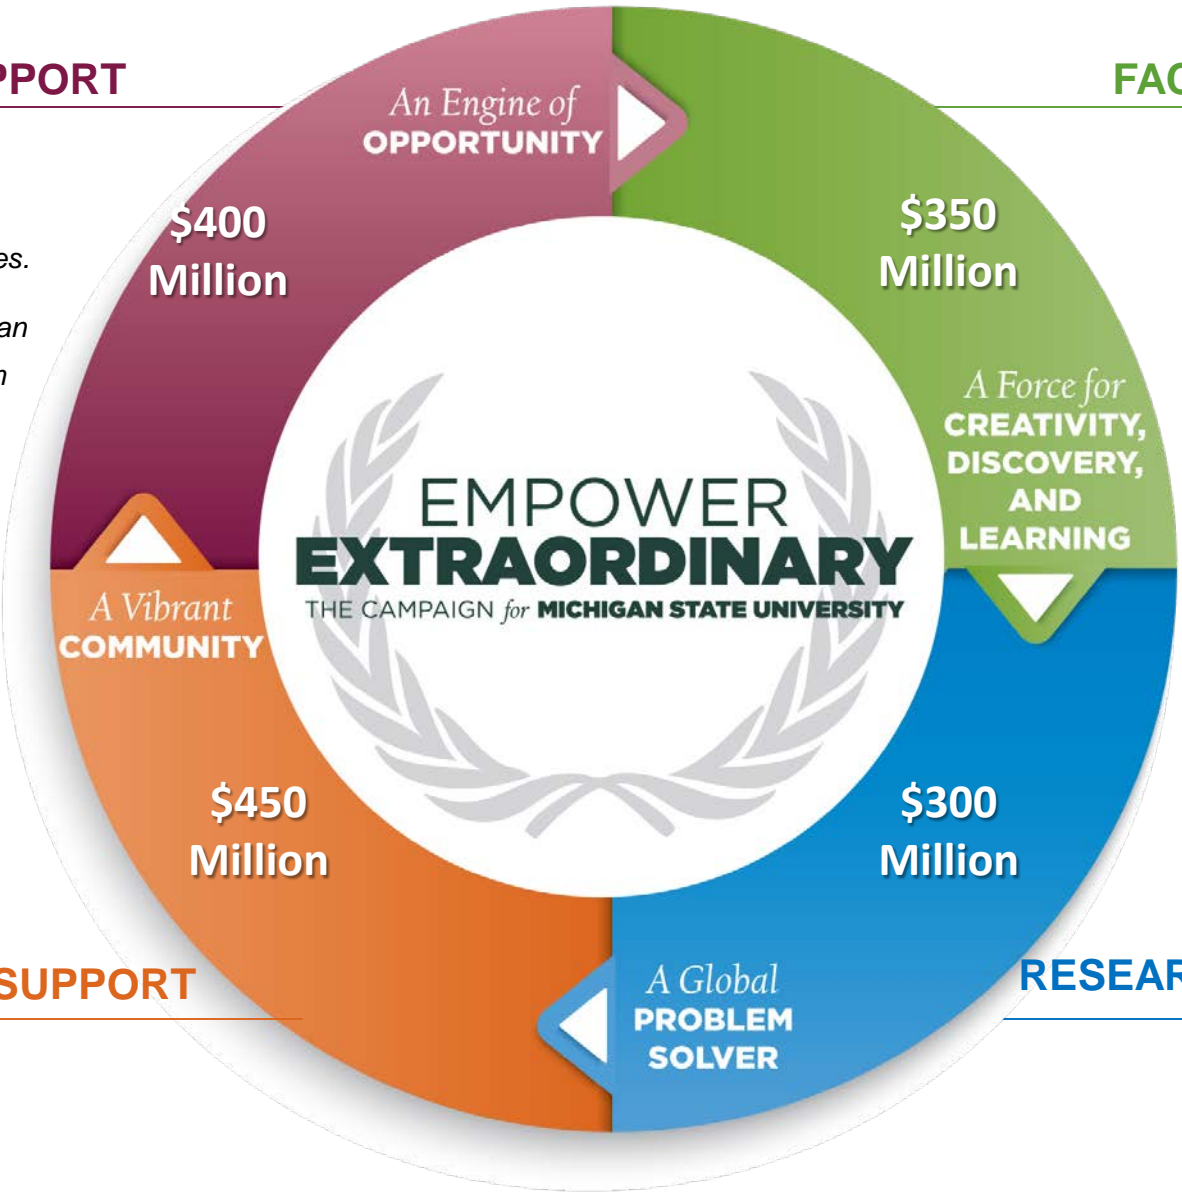 PPORT
FAC
An Engine of
OPPORTUNITY
$400
Million
$350
Million
es.
an
n
A Force for
CREATIVITY,
DISCOVERY,
AND
LEARNING
EMPOWER
EXTRAORDINARY
THE CAMPAIGN for MICHIGAN STATE UNIVERSITY
A Vibrant
COMMUNITY
$450
Million
$300
Million
SUPPORT
RESEAR
A Global
PROBLEM
SOLVER